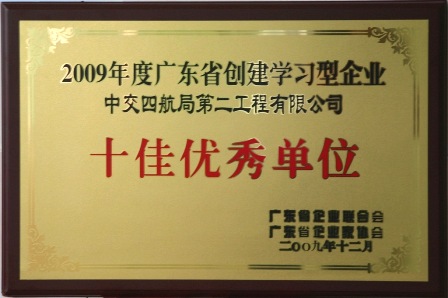 2009年度广东省创建学习型企业
中交四航局第二工程有限公司
十佳优秀单位
广东省企业联合会
广东省企业家协会
二〇〇九年十二月